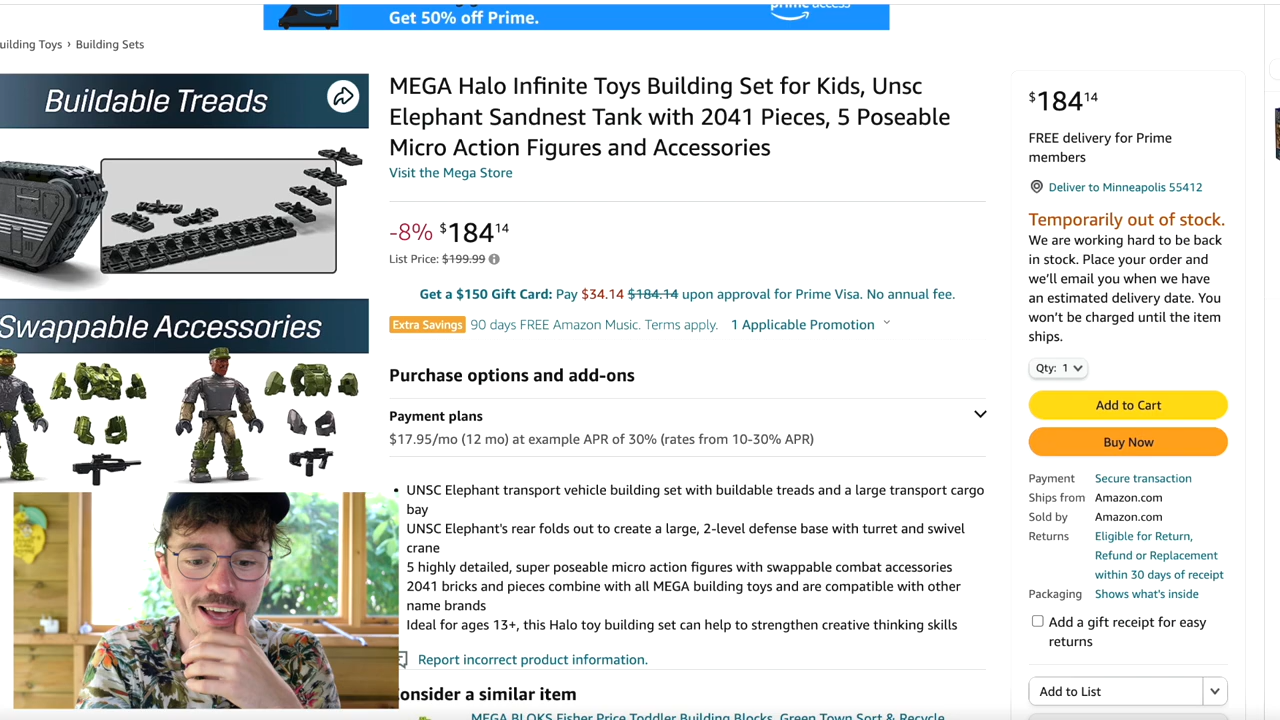 Get 50% off Prime.
uilding Toys › Building Sets
Buildable Treads
Swappable Accessories
MEGA Halo Infinite Toys Building Set for Kids, Unsc
Elephant Sandnest Tank with 2041 Pieces, 5 Poseable
Micro Action Figures and Accessories
Visit the Mega Store
-8% $184 14
List Price: $199.99
Get a $150 Gift Card: Pay $34.14 $184.14 upon approval for Prime Visa. No annual fee.
Extra Savings 90 days FREE Amazon Music. Terms apply. 1 Applicable Promotion
Purchase options and add-ons
Payment plans
$17.95/mo (12 mo) at example APR of 30% (rates from 10-30% APR)
• UNSC Elephant transport vehicle building set with buildable treads and a large transport cargo
bay
UNSC Elephant's rear folds out to create a large, 2-level defense base with turret and swivel
crane
5 highly detailed, super poseable micro action figures with swappable combat accessories
2041 bricks and pieces combine with all MEGA building toys and are compatible with other
name brands
Ideal for ages 13+, this Halo toy building set can help to strengthen creative thinking skills
Report incorrect product information.
onsider a similar item
MEGA BLOKS Fisher Price Toddler Building Blocks, Green Town Sort & Recycle
$184 14
FREE delivery for Prime
members
Deliver to Minneapolis 55412
Temporarily out of stock.
We are working hard to be back
in stock. Place your order and
we'll email you when we have
an estimated delivery date. You
won't be charged until the item
ships.
Qty: 1
Add to Cart
Buy Now
Payment Secure transaction
Ships from Amazon.com
Sold by Amazon.com
Returns Eligible for Return,
Refund or Replacement
within 30 days of receipt
Packaging Shows what's inside
Add a gift receipt for easy
returns
Add to List